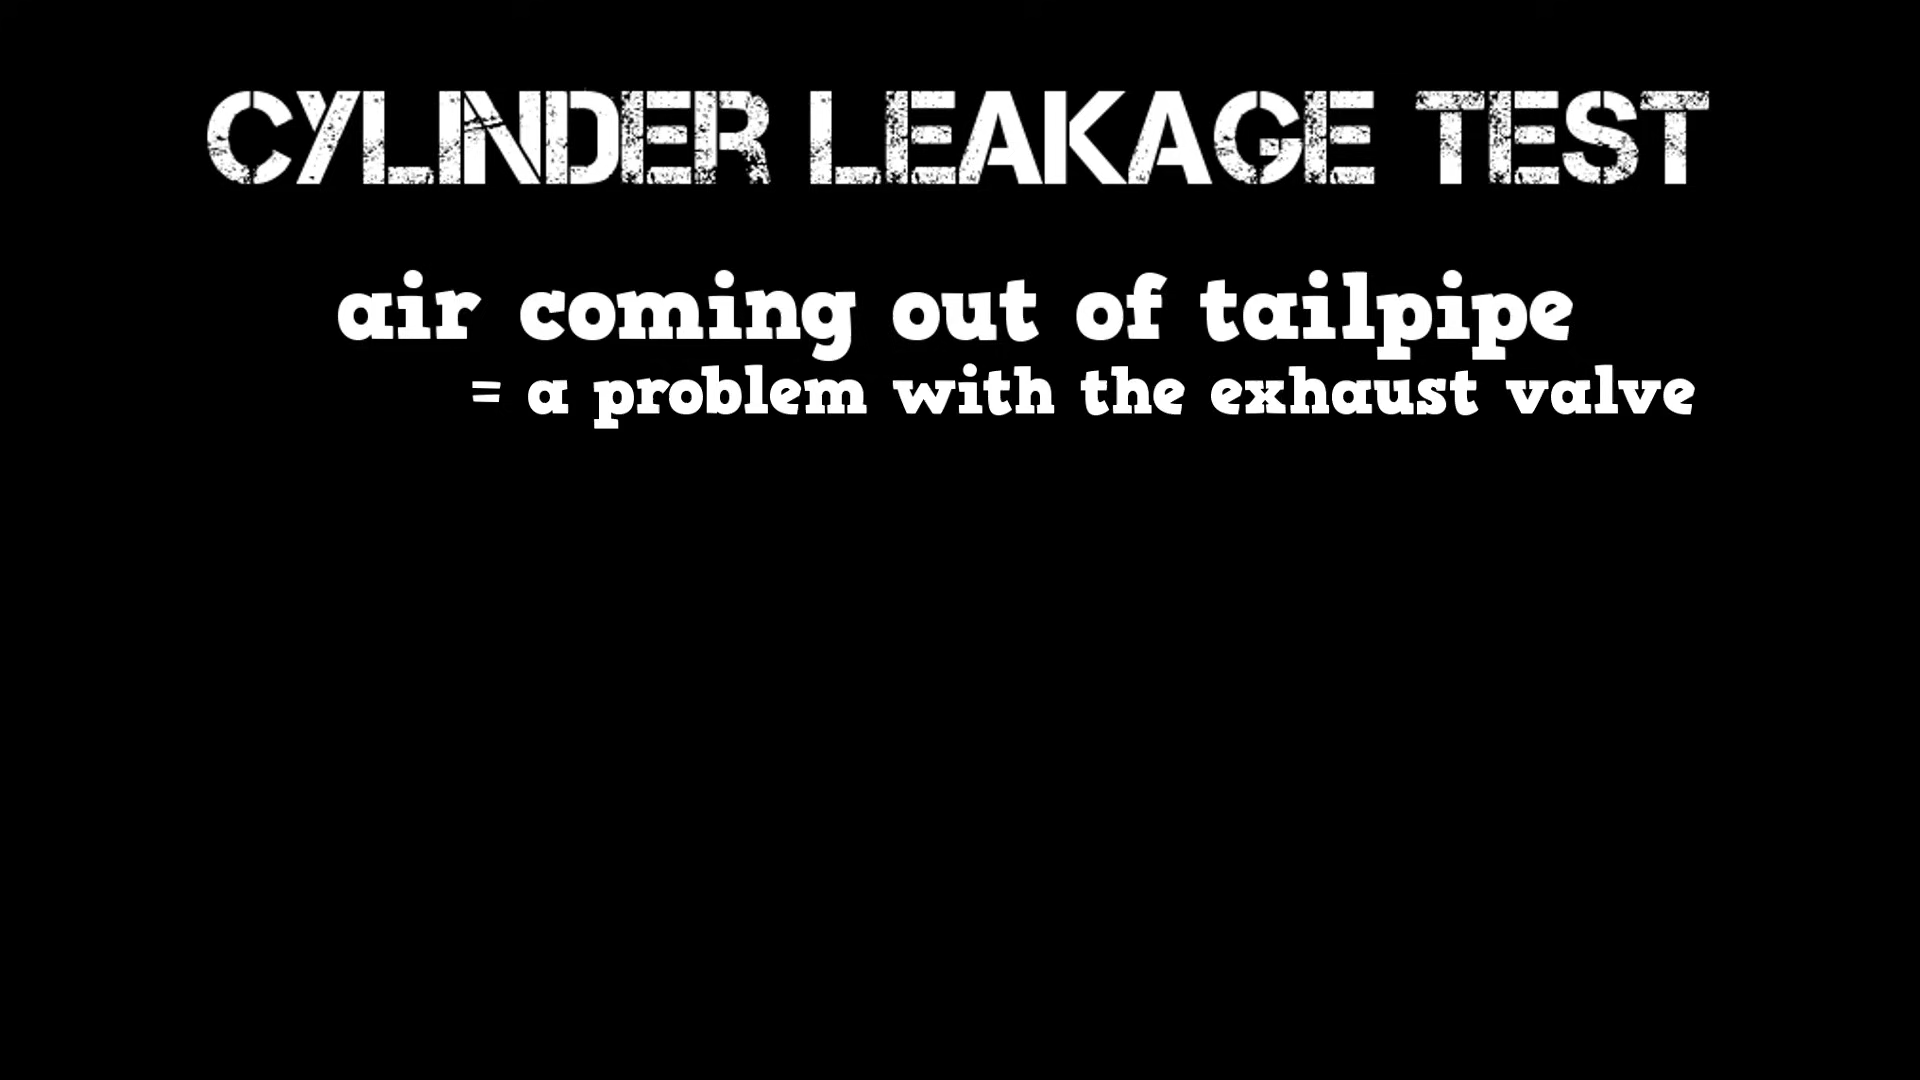 CYLINDER LEAKAGE TEST
air coming out of tailpipe
= a problem with the exhaust valve